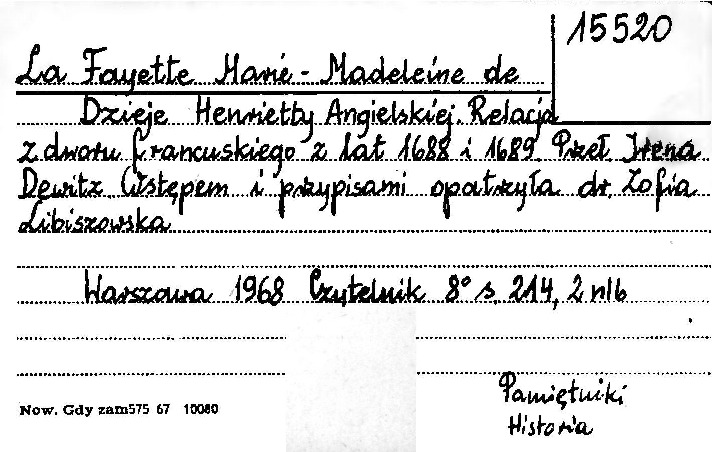 15520
La Fayette Marie-Madeleine de
Dzieje Henrietty Angielskiej. Relacja
z dworu francuskiego z lat 1688 i 1689. Przeł. Irena
Dewitz. Wstępem i przypisami opatrzyła dr. Zofia
Libiszowska
Warszawa 1968 Czytelnik 8° s. 214, 2 nlb
Pamiętniki
Historia
Now. Gdy zam575 67 10080